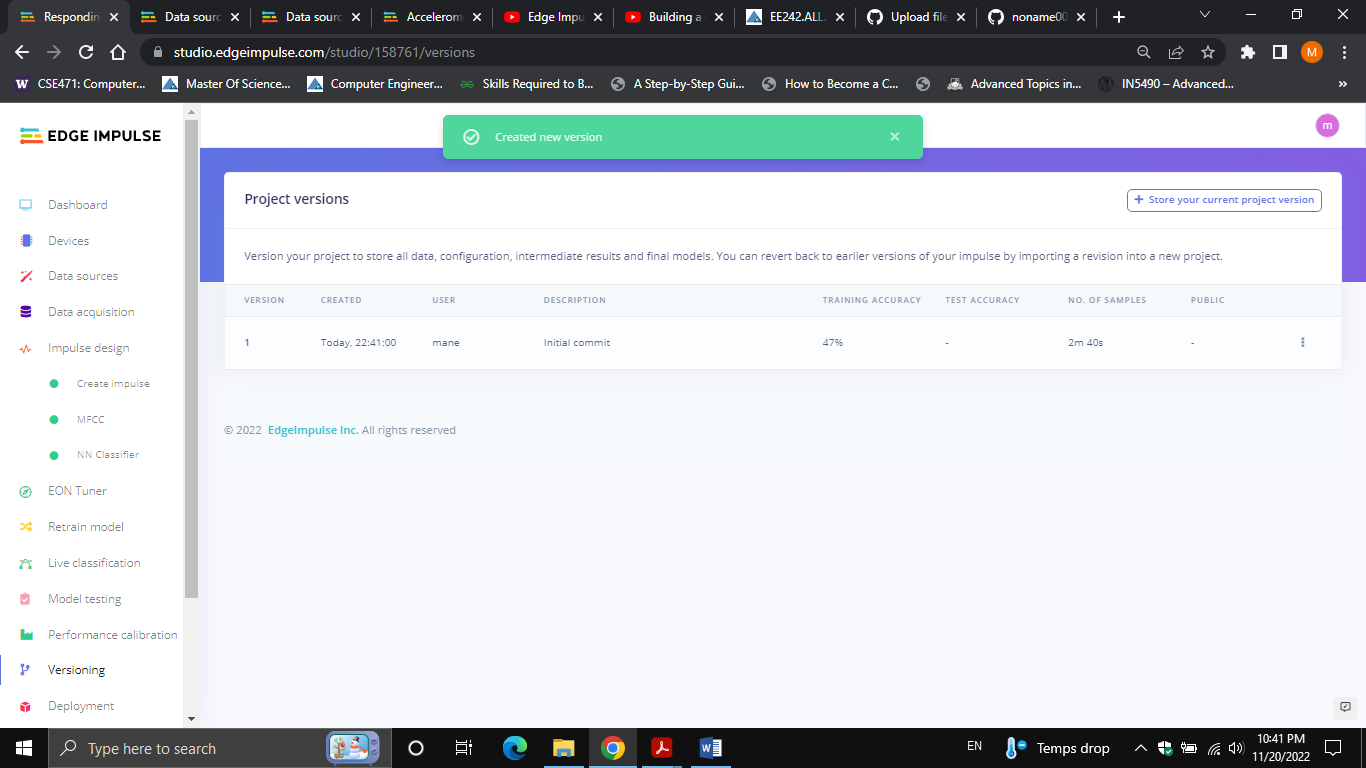 Respondin
Data sourc
Data sourc
Accelerom
Edge Impu
Building a
EE242.ALL.
Upload file
noname00
studio.edgeimpulse.com/studio/158761/versions
M
W CSE471: Computer...
Master Of Science...
Computer Engineer...
Skills Required to B...
A Step-by-Step Gui...
How to Become a C...
Advanced Topics in...
IN5490 – Advanced...
»
EDGE IMPULSE
Created new version
m
Dashboard
Devices
Data sources
Data acquisition
Impulse design
Create impulse
MFCC
NN Classifier
EON Tuner
Retrain model
Live classification
Model testing
Performance calibration
Versioning
Deployment
Project versions
+ Store your current project version
Version your project to store all data, configuration, intermediate results and final models. You can revert back to earlier versions of your impulse by importing a revision into a new project.
VERSION CREATED USER DESCRIPTION TRAINING ACCURACY TEST ACCURACY NO. OF SAMPLES PUBLIC
1 Today, 22:41:00 mane Initial commit 47% - 2m 40s -
© 2022 EdgeImpulse Inc. All rights reserved
Type here to search
EN
Temps drop
10:41 PM
11/20/2022